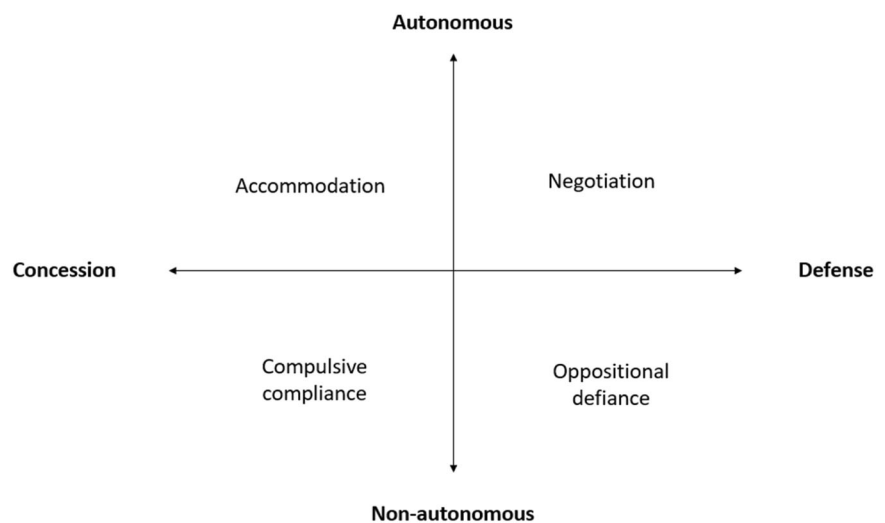 Autonomous
Accommodation
Negotiation
Concession
Defense
Compulsive
compliance
Oppositional
defiance
Non-autonomous